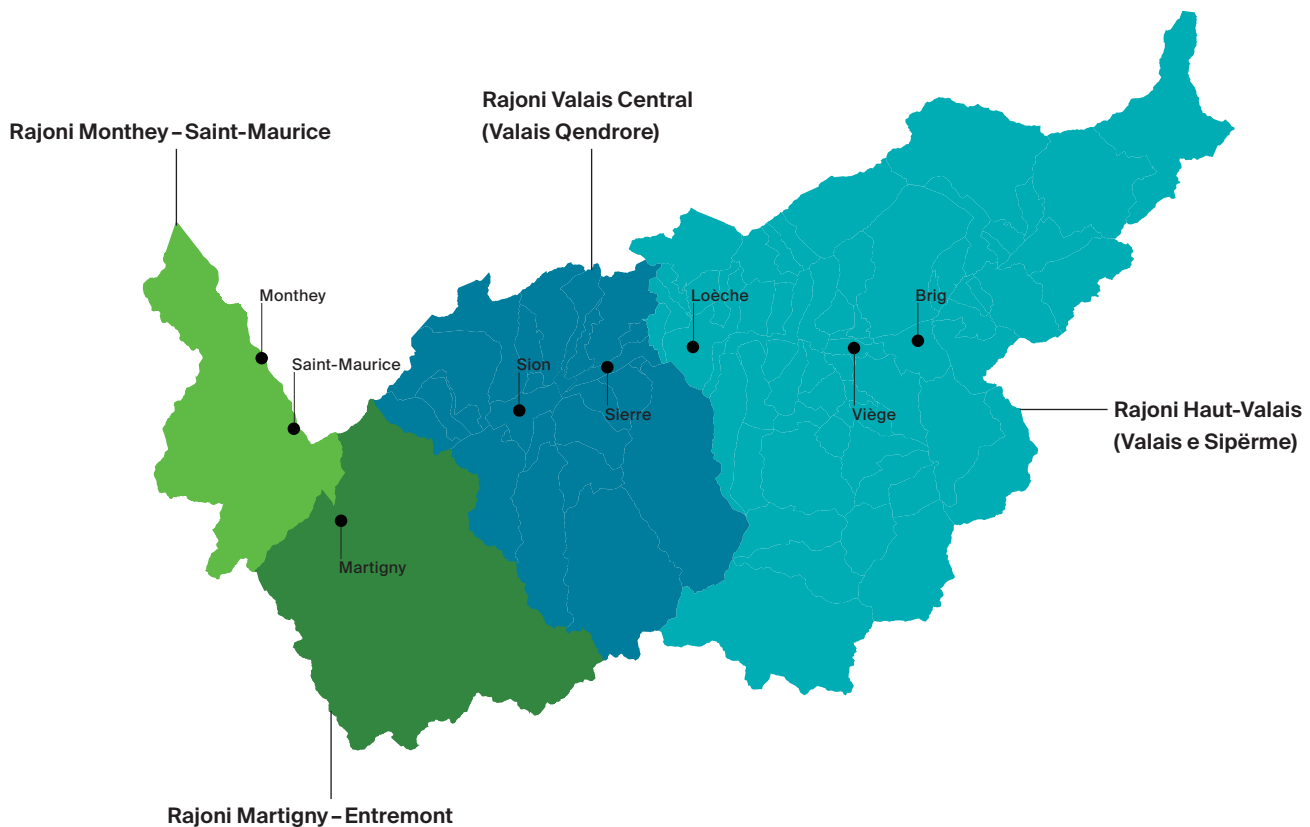 Rajoni Valais Central
(Valais Qendrore)
Rajoni Monthey – Saint-Maurice
Monthey
Loèche
Brig
Saint-Maurice
Sion
Sierre
Viège
Rajoni Haut-Valais
(Valais e Sipërme)
Martigny
Rajoni Martigny – Entremont